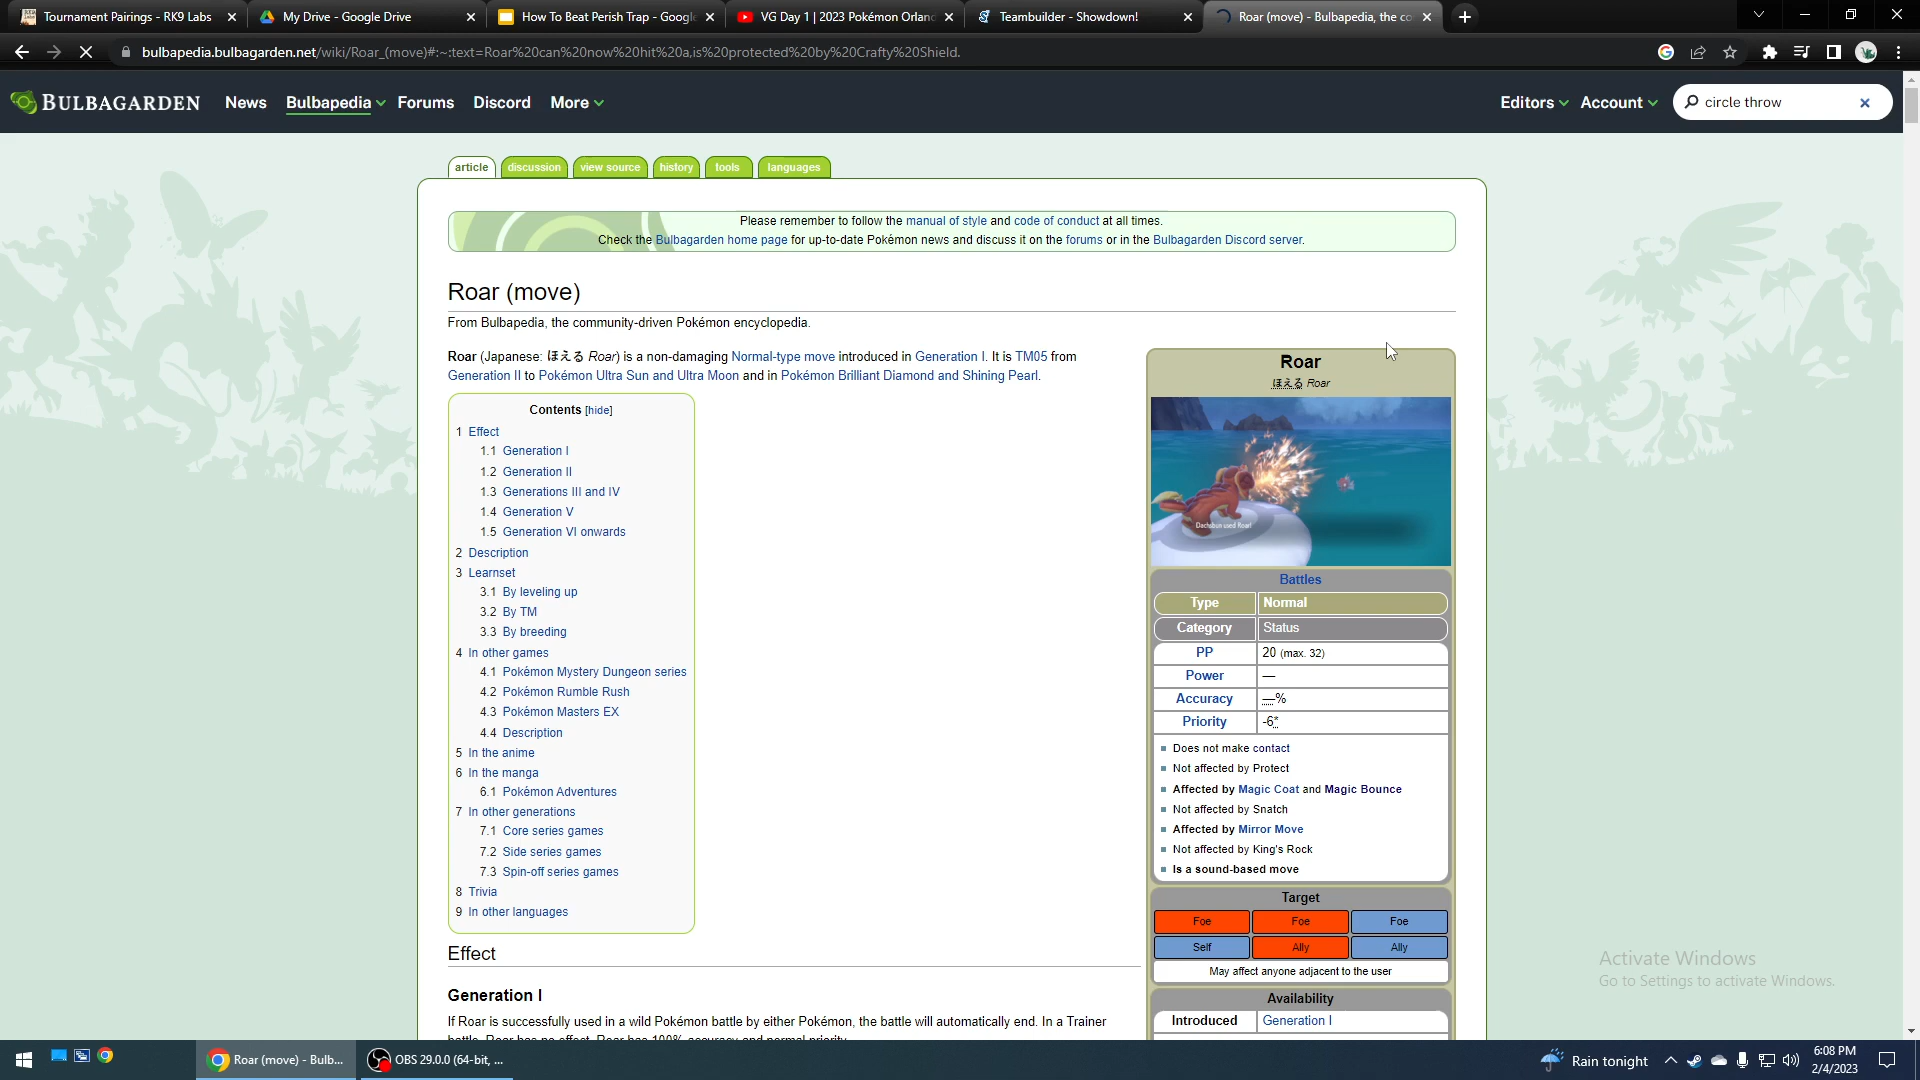 Tournament Pairings - RK9 Labs
My Drive - Google Drive
How To Beat Perish Trap - Google
VG Day 1 | 2023 Pokémon Orlan
Teambuilder - Showdown!
Roar (move) - Bulbapedia, the co
bulbapedia.bulbagarden.net/wiki/Roar_(move)#:~:text=Roar%20can%20now%20hit%20a,is%20protected%20by%20Crafty%20Shield.
BULBAGARDEN
News
Bulbapedia
Forums
Discord
More
Editors
Account
circle throw
article
discussion
view source
history
tools
languages
Please remember to follow the manual of style and code of conduct at all times.
Check the Bulbagarden home page for up-to-date Pokémon news and discuss it on the forums or in the Bulbagarden Discord server.
Roar (move)
From Bulbapedia, the community-driven Pokémon encyclopedia.
Roar (Japanese: ほえる Roar) is a non-damaging Normal-type move introduced in Generation I. It is TM05 from
Generation II to Pokémon Ultra Sun and Ultra Moon and in Pokémon Brilliant Diamond and Shining Pearl.
Contents [hide]
1 Effect
1.1 Generation I
1.2 Generation II
1.3 Generations III and IV
1.4 Generation V
1.5 Generation VI onwards
2 Description
3 Learnset
3.1 By leveling up
3.2 By TM
3.3 By breeding
4 In other games
4.1 Pokémon Mystery Dungeon series
4.2 Pokémon Rumble Rush
4.3 Pokémon Masters EX
4.4 Description
5 In the anime
6 In the manga
6.1 Pokémon Adventures
7 In other generations
7.1 Core series games
7.2 Side series games
7.3 Spin-off series games
8 Trivia
9 In other languages
Effect
Generation I
If Roar is successfully used in a wild Pokémon battle by either Pokémon, the battle will automatically end. In a Trainer
battle, Roar has no effect. Roar has 100% accuracy and normal priority.
Roar
ほえる Roar
Dachsbun used Roar!
Battles
Type Normal
Category Status
PP 20 (max. 32)
Power —
Accuracy —%
Priority -6*
Does not make contact
Not affected by Protect
Affected by Magic Coat and Magic Bounce
Not affected by Snatch
Affected by Mirror Move
Not affected by King's Rock
Is a sound-based move
Target
Foe Foe Foe
Self Ally Ally
May affect anyone adjacent to the user
Availability
Introduced Generation I
Activate Windows
Go to Settings to activate Windows.
Roar (move) - Bulb...
OBS 29.0.0 (64-bit, ...
Rain tonight
6:08 PM
2/4/2023